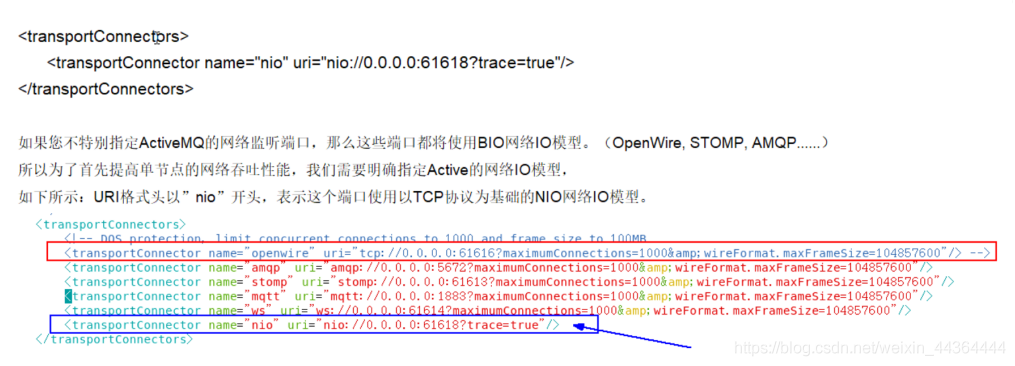 <transportConnectors>
<transportConnector name="nio" uri="nio://0.0.0.0:61618?trace=true"/>
</transportConnectors>
如果您不特别指定ActiveMQ的网络监听端口，那么这些端口都将使用BIO网络IO模型。（OpenWire, STOMP, AMQP......）
所以为了首先提高单节点的网络吞吐性能，我们需要明确指定Active的网络IO模型，
如下所示：URI格式头以”nio”开头，表示这个端口使用以TCP协议为基础的NIO网络IO模型。
<transportConnectors>
<!-- DOS protection, limit concurrent connections to 1000 and frame size to 100MB
<transportConnector name="openwire" uri="tcp://0.0.0.0:61616?maximumConnections=1000&amp;wireFormat.maxFrameSize=104857600"/> -->
<transportConnector name="amqp" uri="amqp://0.0.0.0:5672?maximumConnections=1000&amp;wireFormat.maxFrameSize=104857600"/>
<transportConnector name="stomp" uri="stomp://0.0.0.0:61613?maximumConnections=1000&amp;wireFormat.maxFrameSize=104857600"/>
<transportConnector name="mqtt" uri="mqtt://0.0.0.0:1883?maximumConnections=1000&amp;wireFormat.maxFrameSize=104857600"/>
<transportConnector name="ws" uri="ws://0.0.0.0:61614?maximumConnections=1000&amp;wireFormat.maxFrameSize=104857600"/>
<transportConnector name="nio" uri="nio://0.0.0.0:61618?trace=true"/>
</transportConnectors>
https://blog.csdn.net/weixin_44364444